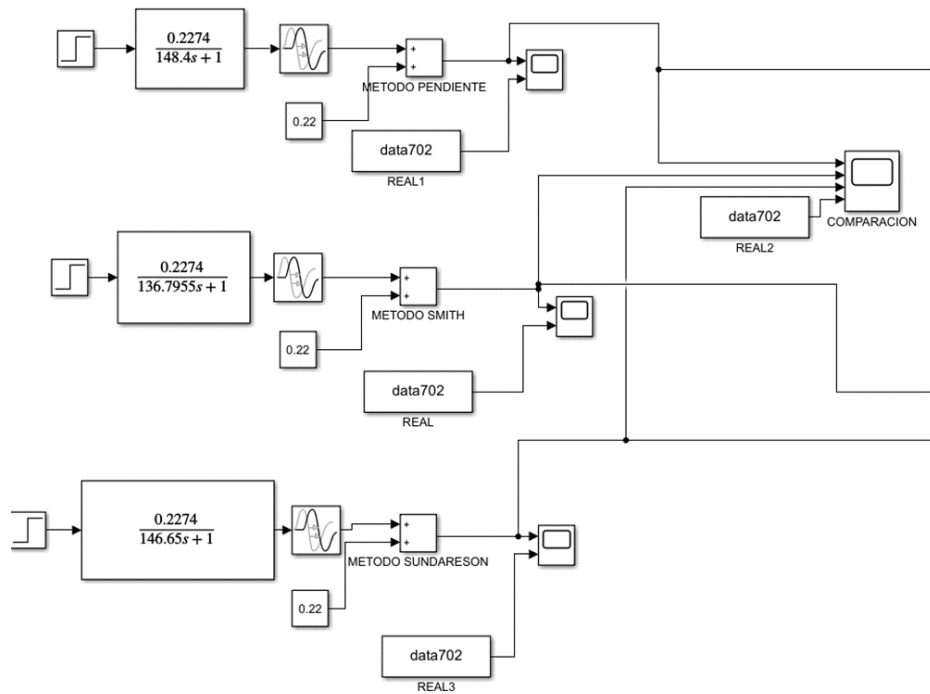 0.2274
148.4s + 1
+
+
METODO PENDIENTE
0.22
data702
REAL1
data702
REAL2
COMPARACION
0.2274
136.7955s + 1
+
+
METODO SMITH
0.22
data702
REAL
0.2274
146.65s + 1
+
+
METODO SUNDARESON
0.22
data702
REAL3